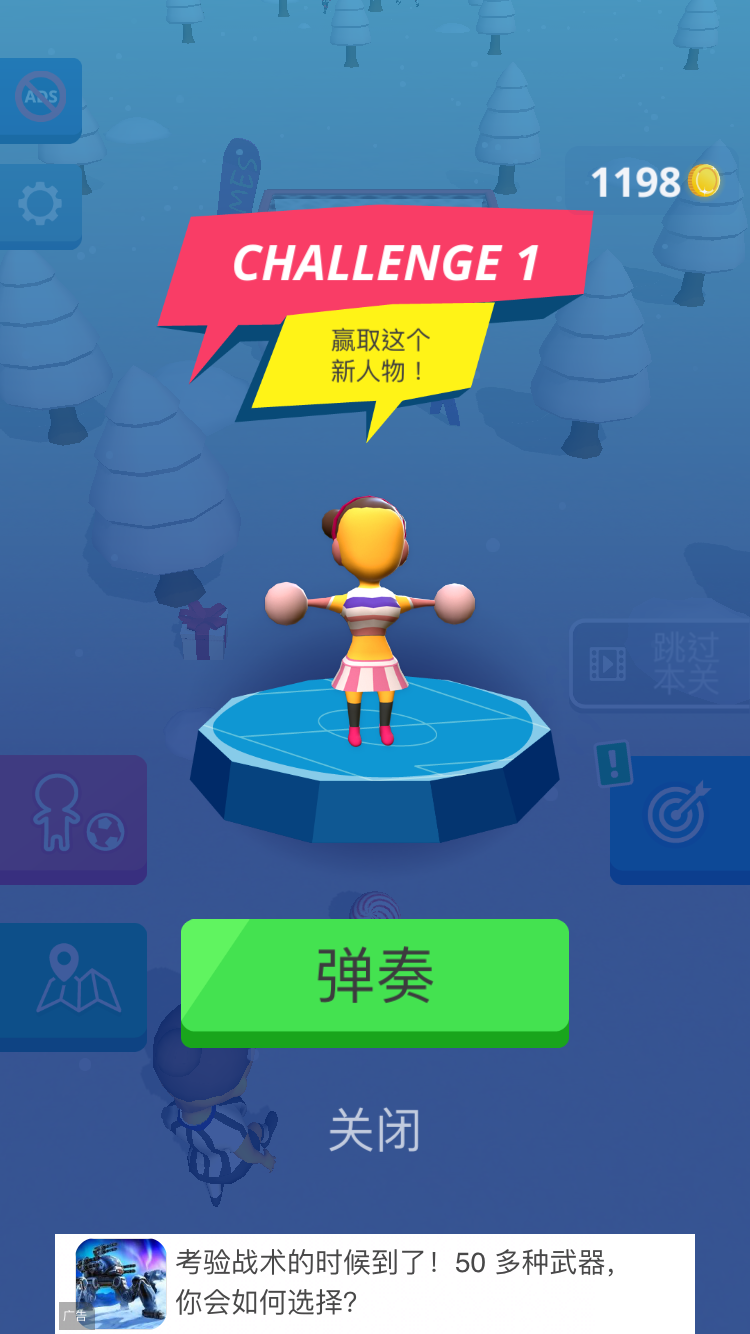 ADS
MES
1198
CHALLENGE 1
赢取这个
新人物！
跳过
本关
!
弹奏
关闭
考验战术的时候到了！50 多种武器，
你会如何选择?
广告